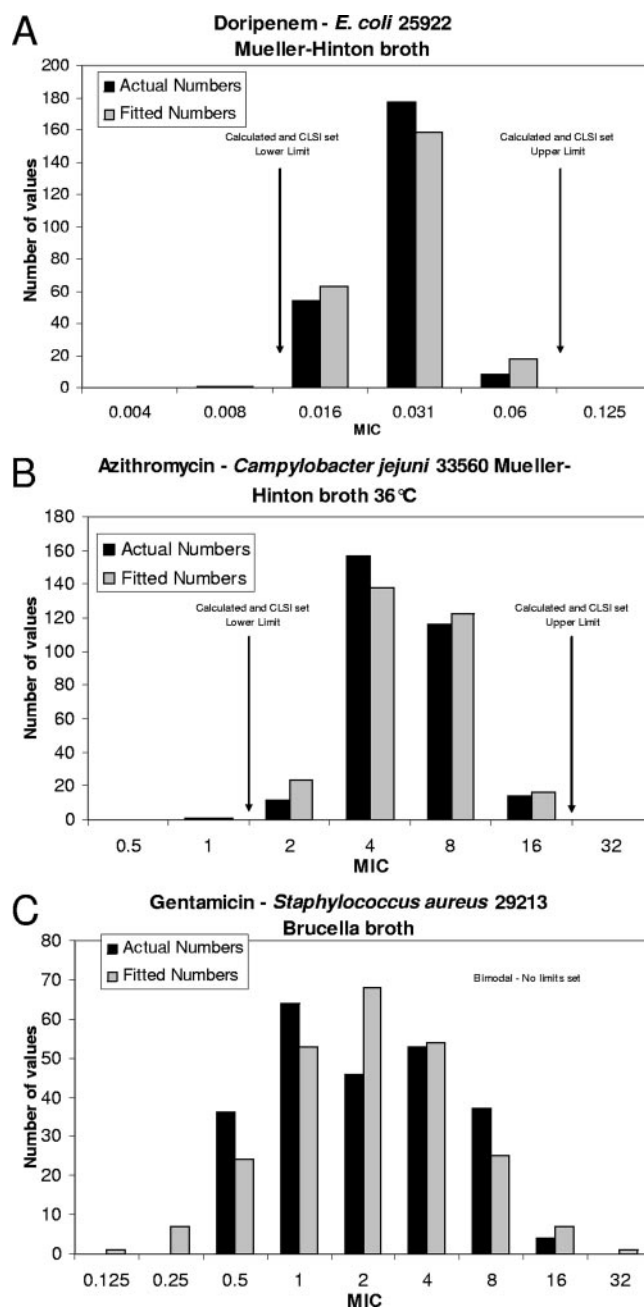 A
Doripenem - E. coli 25922
Mueller-Hinton broth
Actual Numbers
Fitted Numbers
Calculated and CLSI set
Lower Limit
Calculated and CLSI set
Upper Limit
Number of values
200
180
160
140
120
100
80
60
40
20
0
0.004 0.008 0.016 0.031 0.06 0.125
MIC
B
Azithromycin - Campylobacter jejuni 33560 Mueller-
Hinton broth 36°C
Actual Numbers
Fitted Numbers
Calculated and CLSI set
Lower Limit
Calculated and CLSI set
Upper Limit
Number of values
180
160
140
120
100
80
60
40
20
0
0.5 1 2 4 8 16 32
MIC
C
Gentamicin - Staphylococcus aureus 29213
Brucella broth
Actual Numbers
Fitted Numbers
Bimodal - No limits set
Number of values
80
70
60
50
40
30
20
10
0
0.125 0.25 0.5 1 2 4 8 16 32
MIC